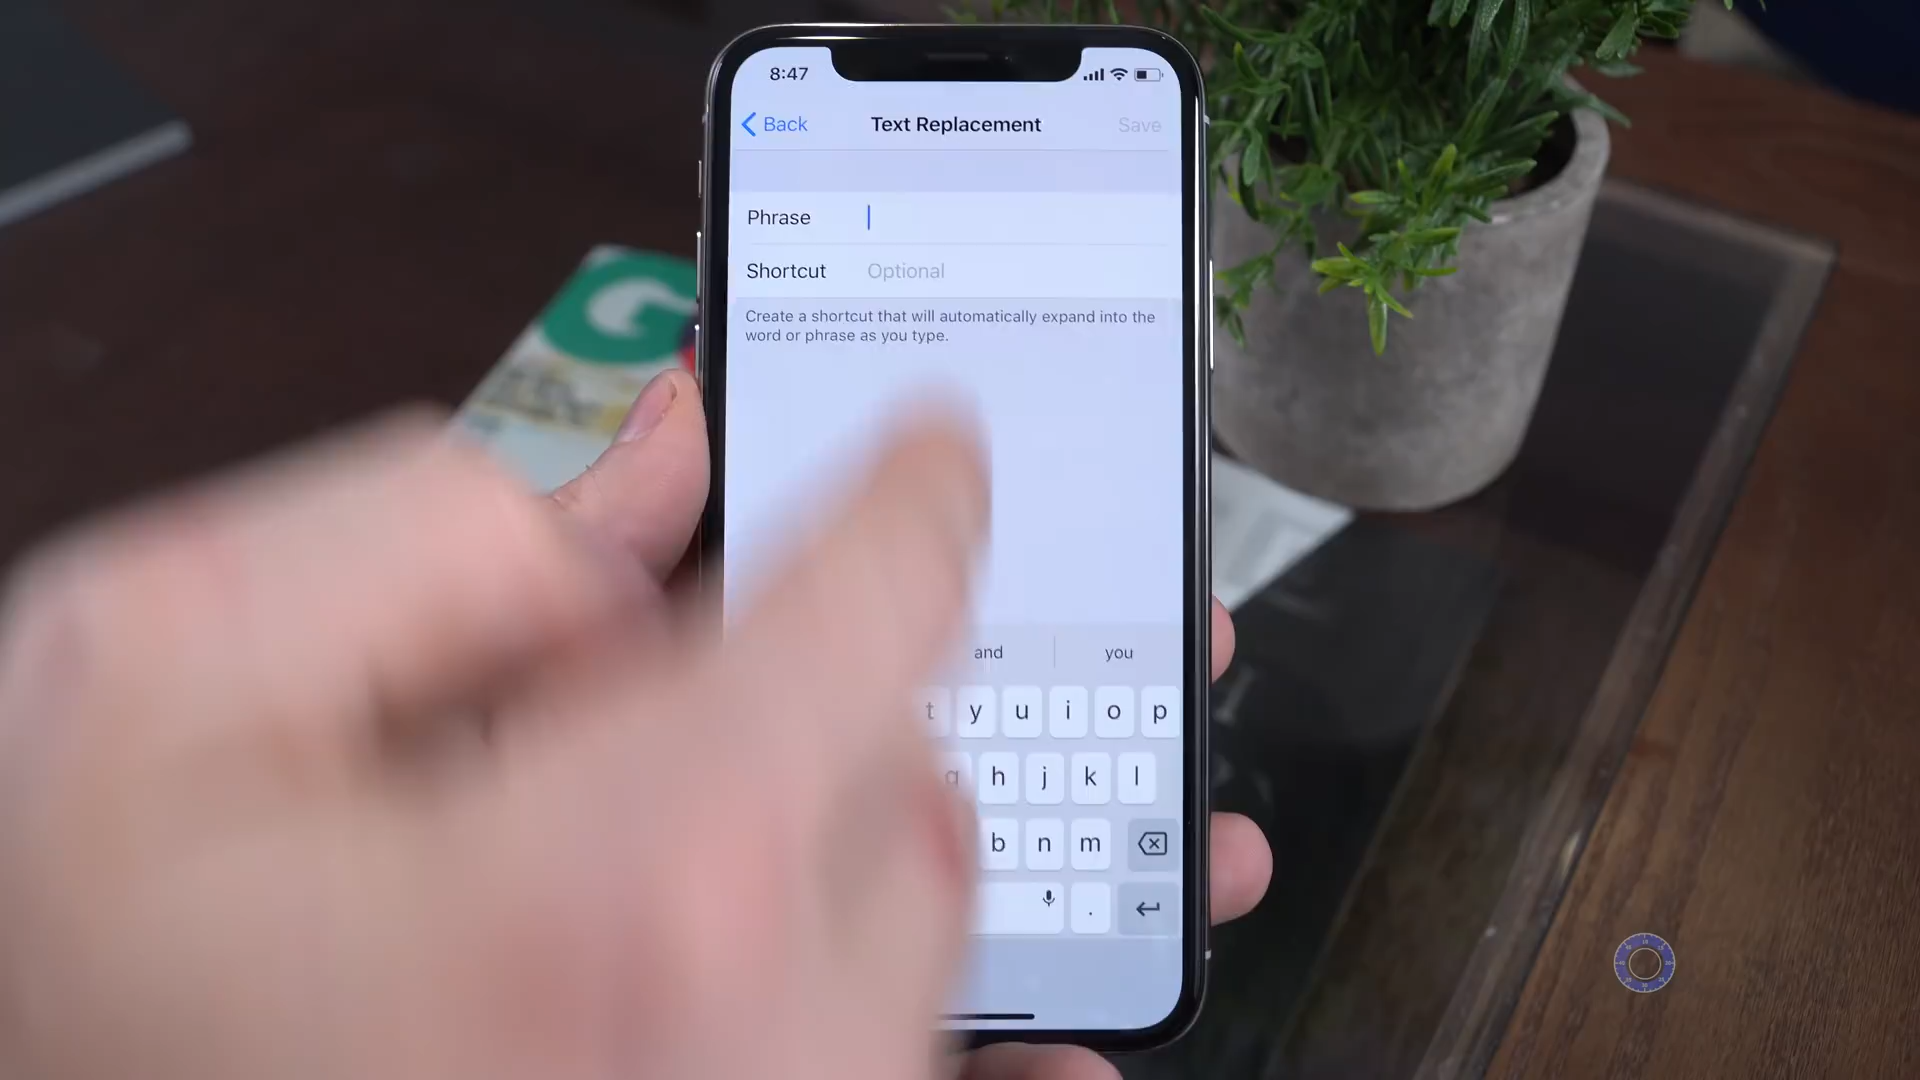 8:47
Back
Text Replacement
Save
Phrase
Shortcut
Optional
Create a shortcut that will automatically expand into the
word or phrase as you type.
and
you
t y u i o p
g h j k l
b n m
.